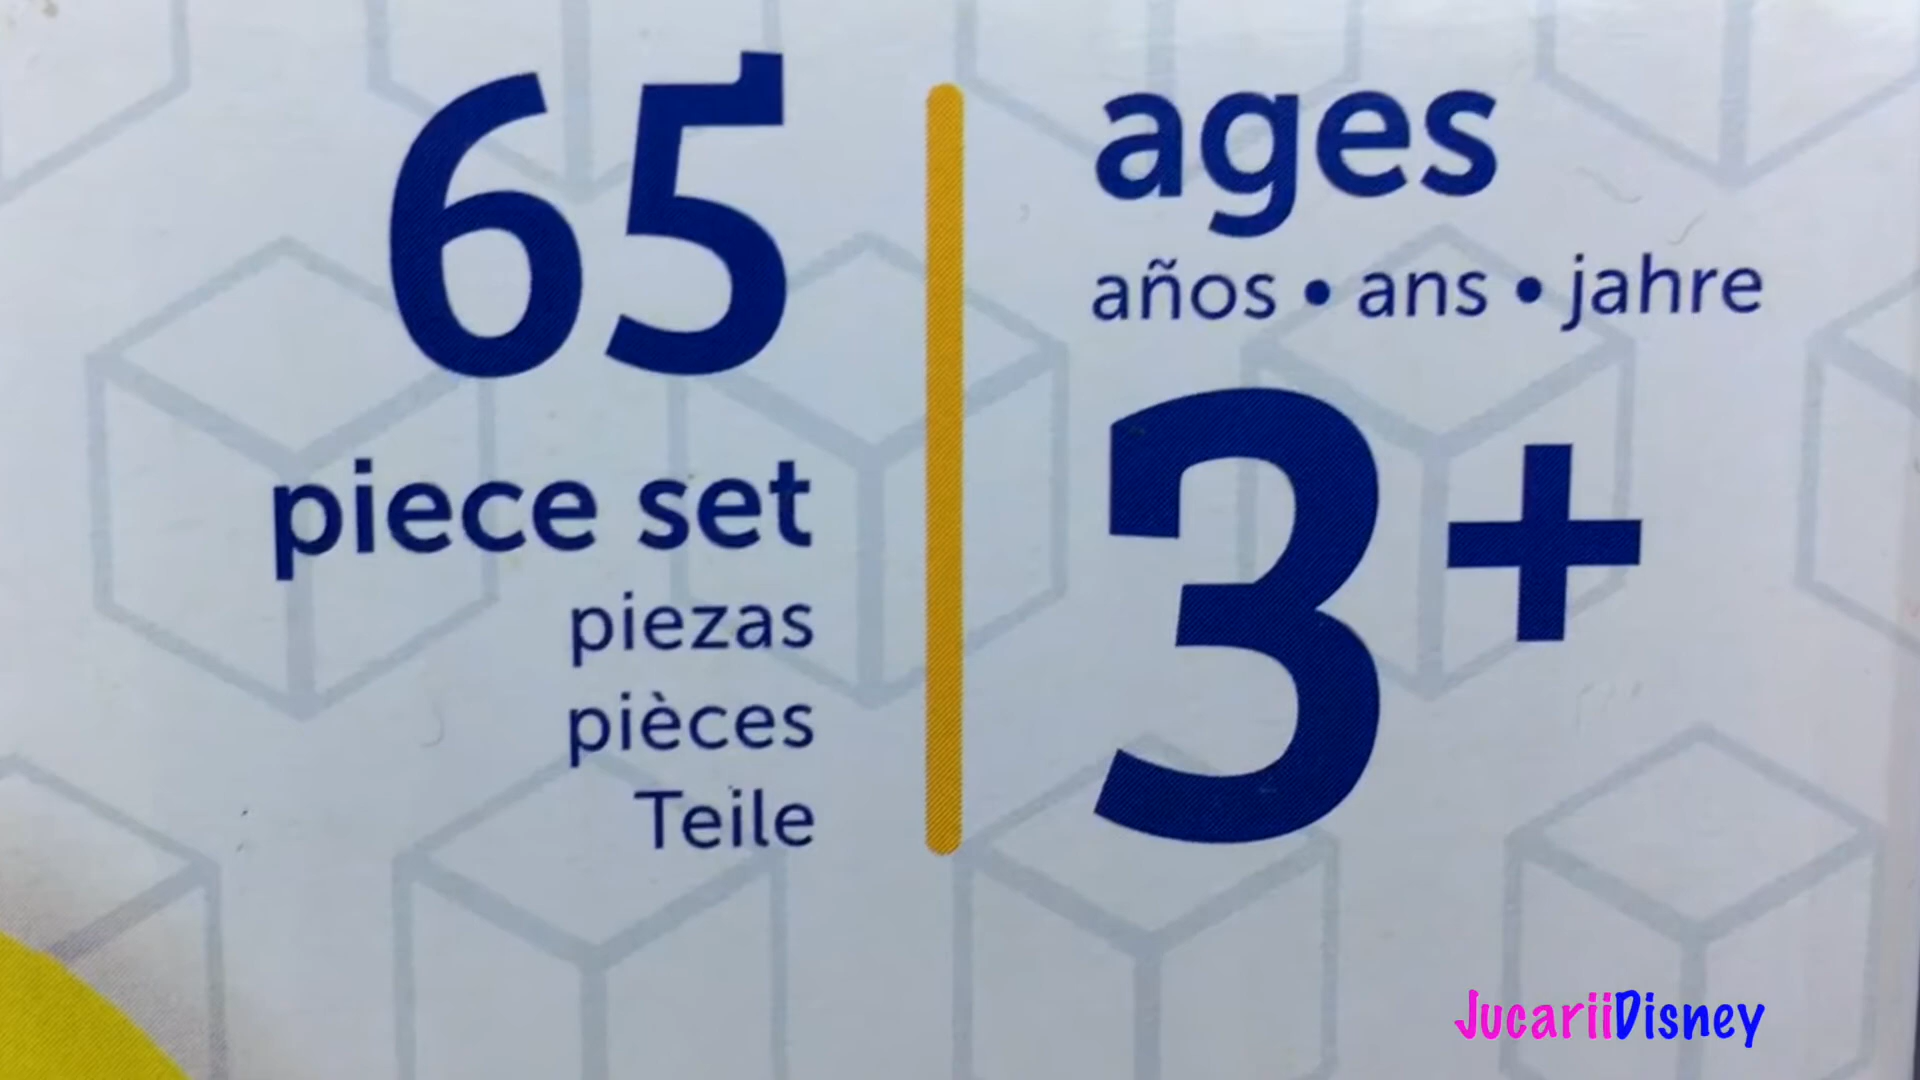 65
piece set
piezas
pièces
Teile
ages
años • ans • jahre
3+
JucariiDisney